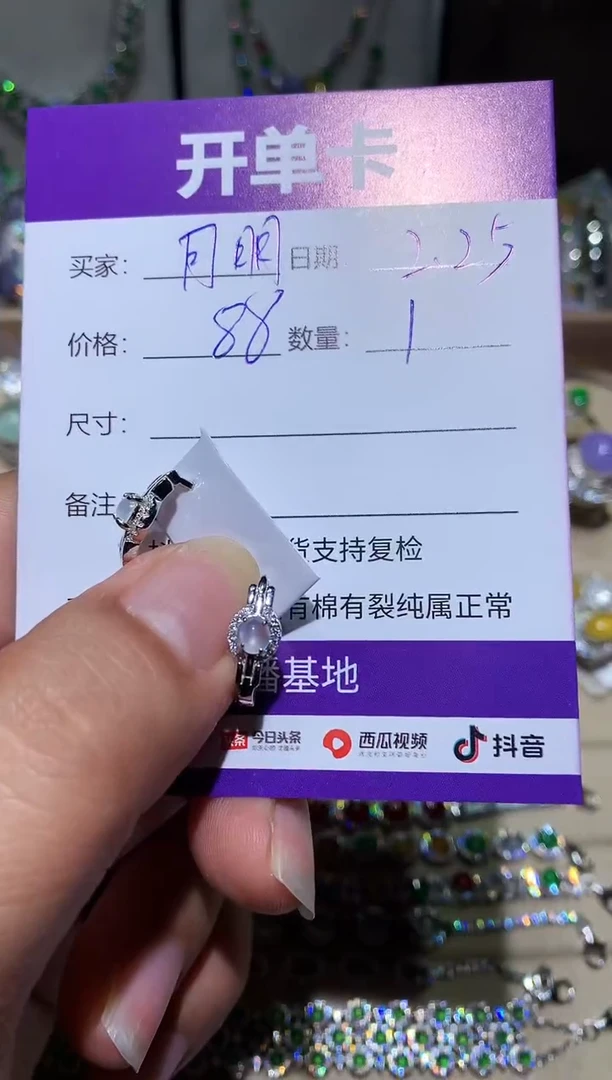 开单卡
买家: 月明 日期 2.25
价格: 88 数量: 1
尺寸:
备注
货支持复检
有棉有裂纯属正常
播基地
头条 今日头条 西瓜视频 抖音